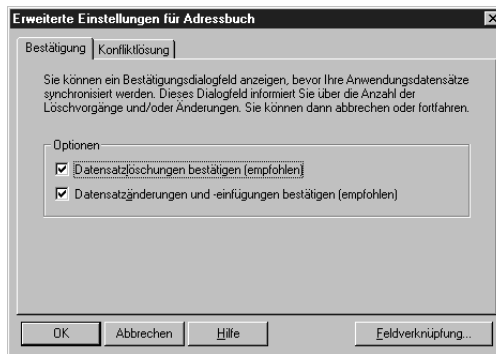 Erweiterte Einstellungen für Adressbuch
Bestätigung Konfliktlösung
Sie können ein Bestätigungsdialogfeld anzeigen, bevor Ihre Anwendungsdatensätze
synchronisiert werden. Dieses Dialogfeld informiert Sie über die Anzahl der
Löschvorgänge und/oder Änderungen. Sie können dann abbrechen oder fortfahren.
Optionen
Datensatzlöschungen bestätigen (empfohlen)
Datensatzänderungen und -einfügungen bestätigen (empfohlen)
OK Abbrechen Hilfe Feldverknüpfung...